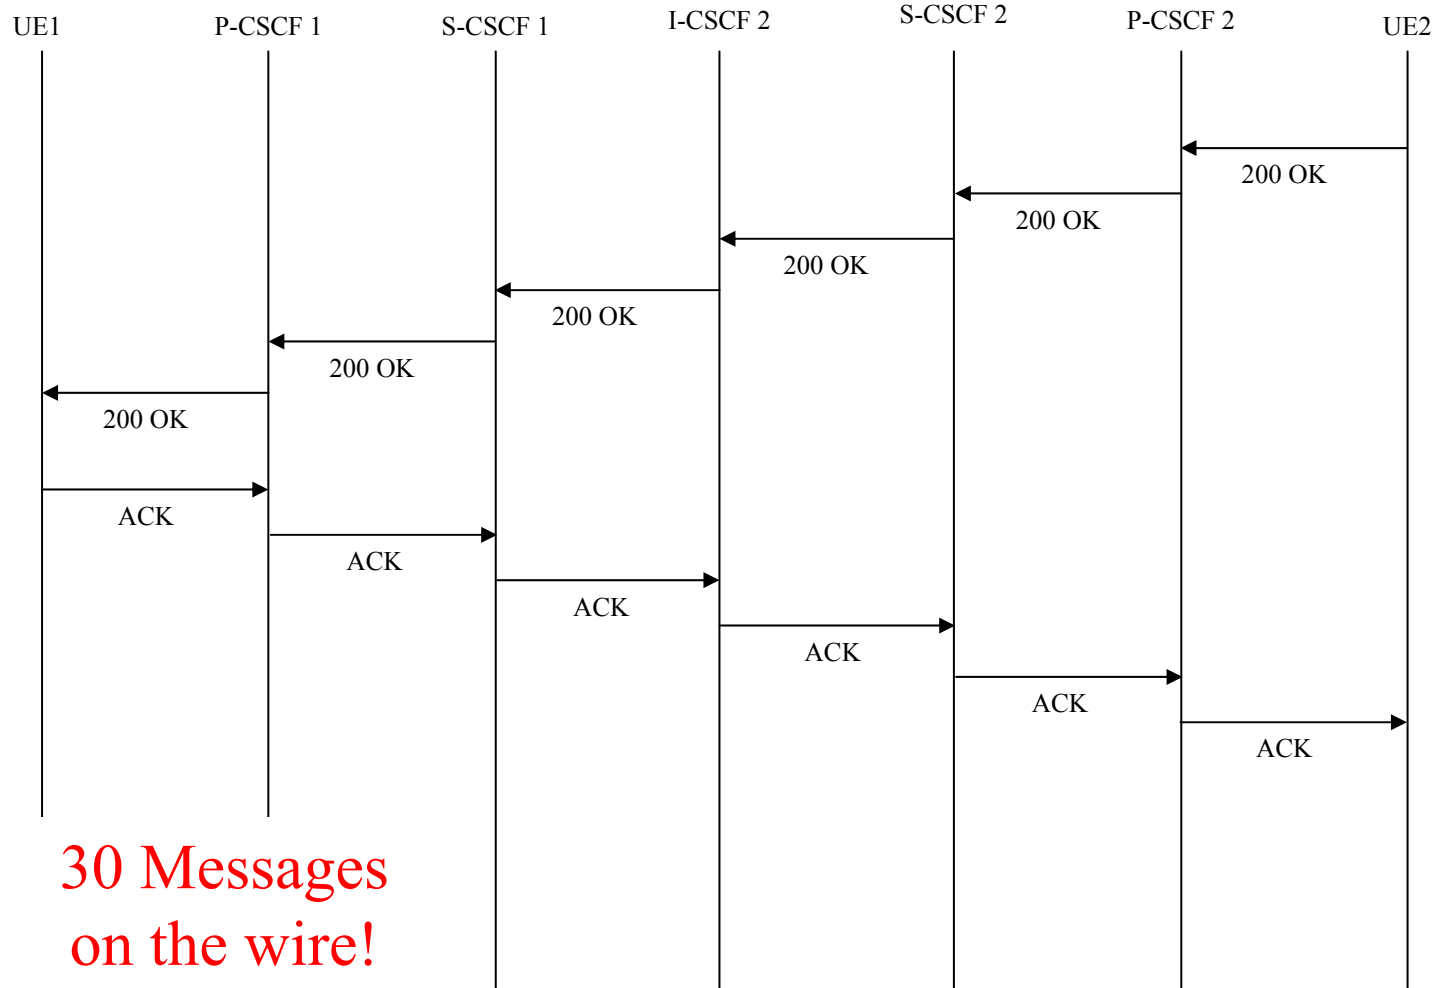 UE1
P-CSCF 1
S-CSCF 1
I-CSCF 2
S-CSCF 2
P-CSCF 2
UE2
200 OK
200 OK
200 OK
200 OK
200 OK
200 OK
ACK
ACK
ACK
ACK
ACK
ACK
30 Messages
on the wire!